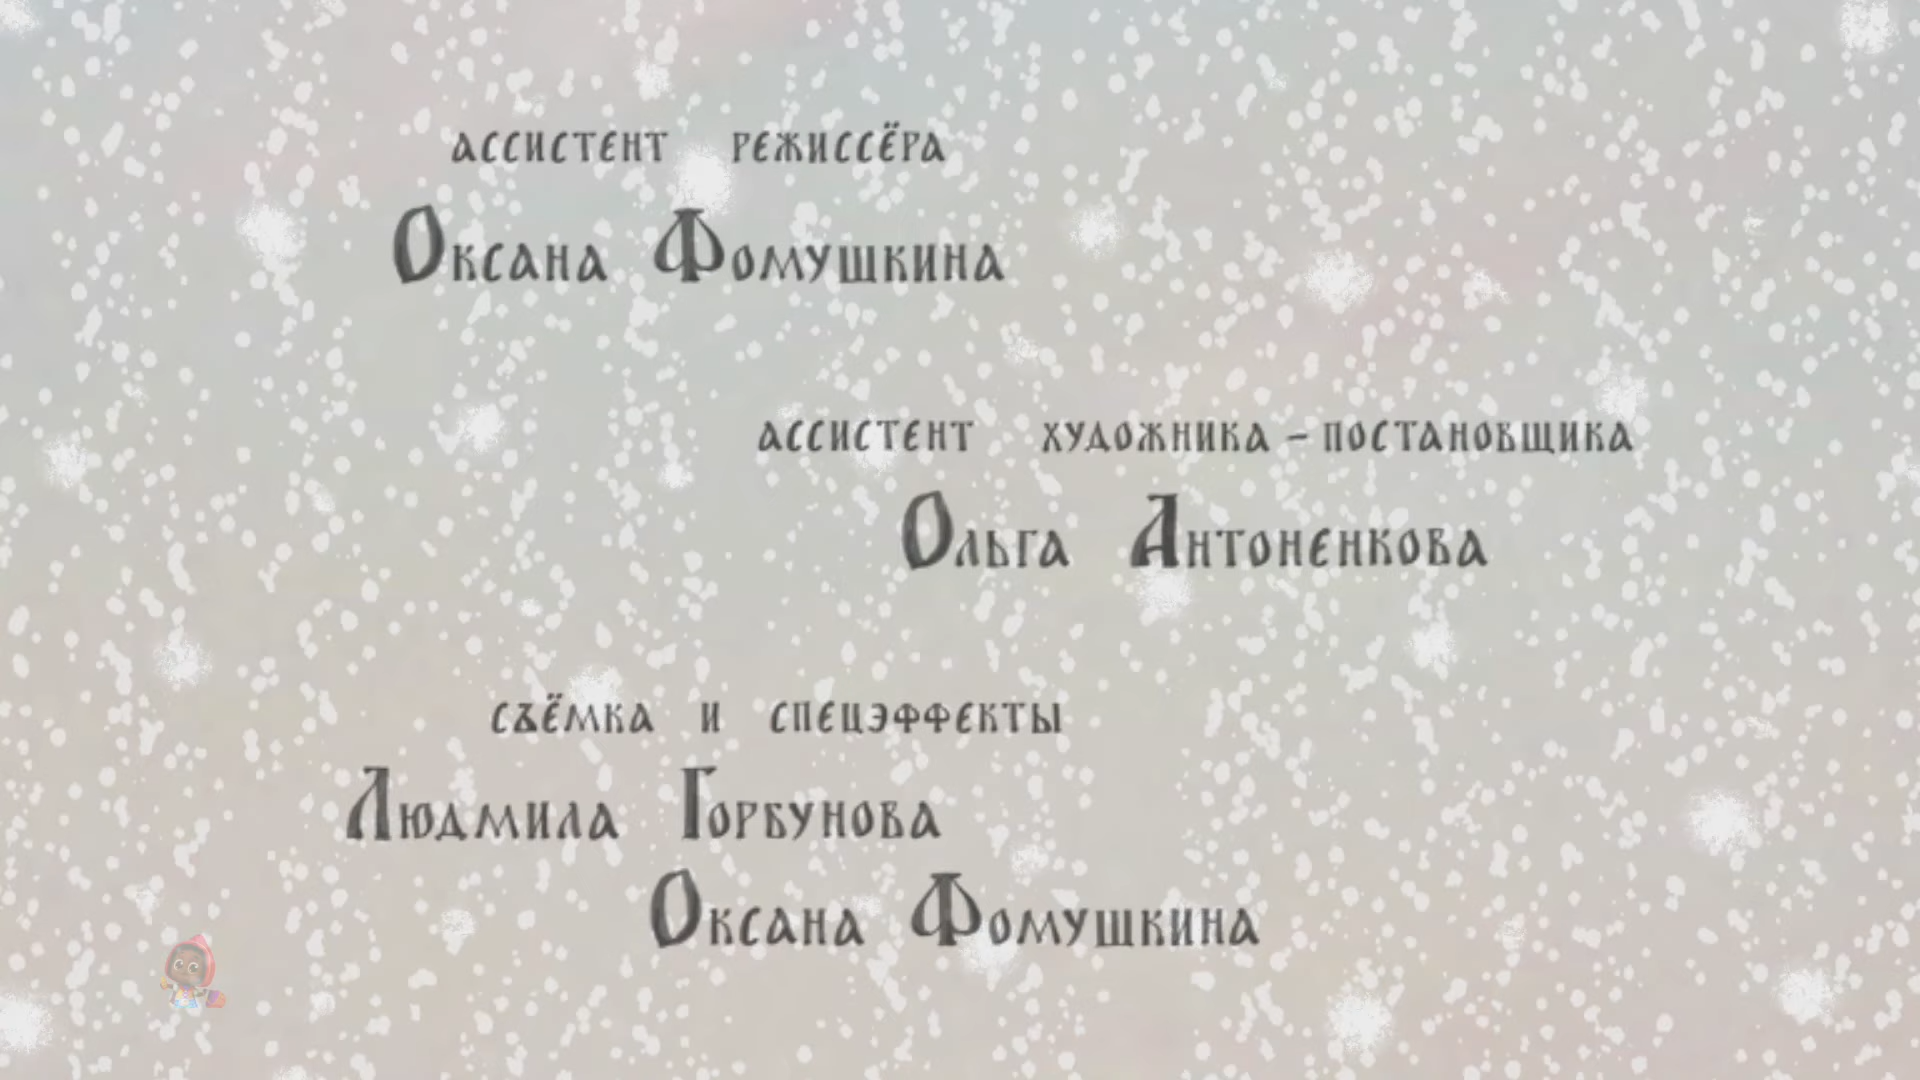 ассистент режиссёра
Оксана Фомушкина
ассистент художника – постановщика
Ольга Антоненкова
съёмка и спецэффекты
Людмила Горбунова
Оксана Фомушкина